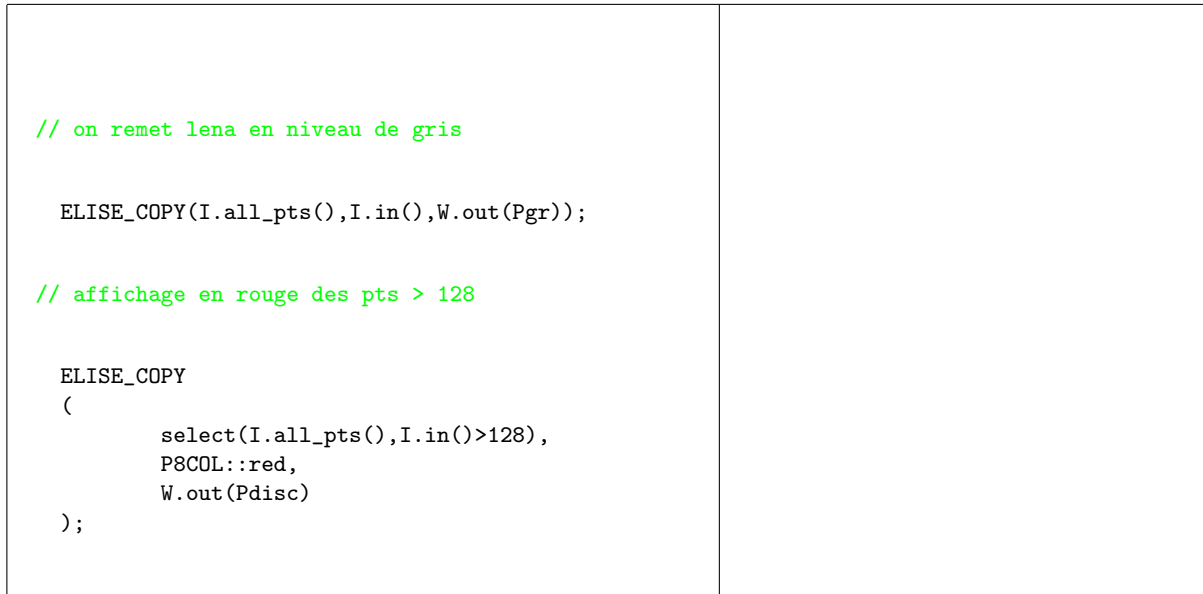 // on remet lena en niveau de gris
ELISE_COPY(I.all_pts(),I.in(),W.out(Pgr));
// affichage en rouge des pts > 128
ELISE_COPY
(
select(I.all_pts(),I.in()>128),
P8COL::red,
W.out(Pdisc)
);